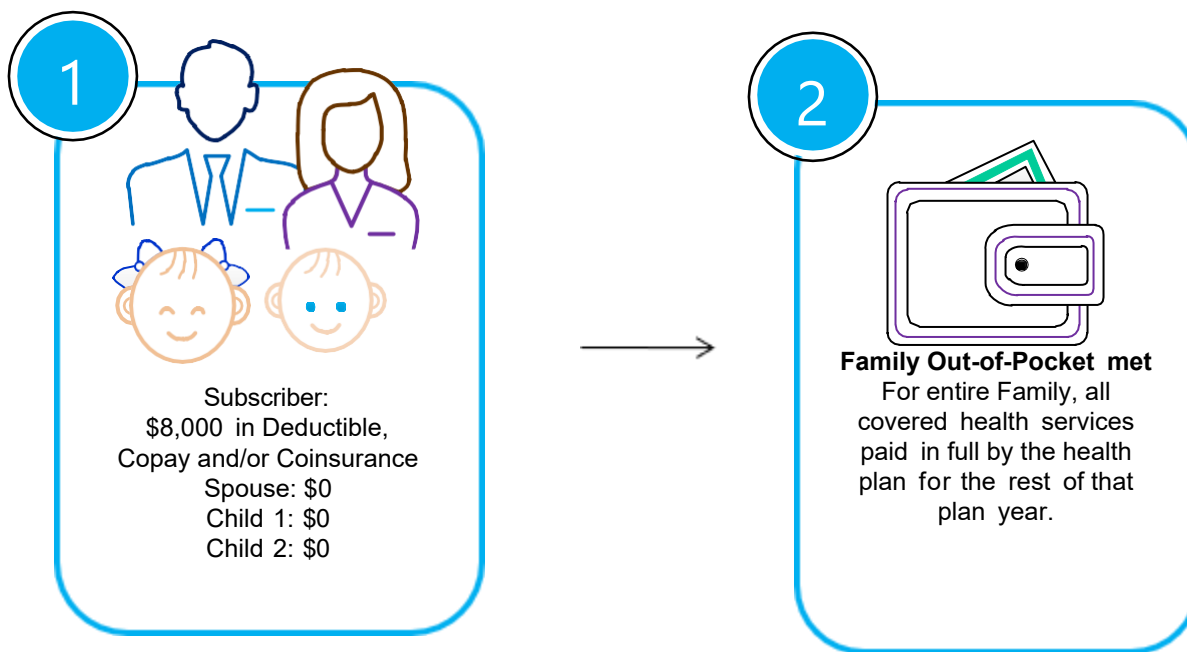 1
Subscriber:
$8,000 in Deductible,
Copay and/or Coinsurance
Spouse: $0
Child 1: $0
Child 2: $0
2
Family Out-of-Pocket met
For entire Family, all
covered health services
paid in full by the health
plan for the rest of that
plan year.